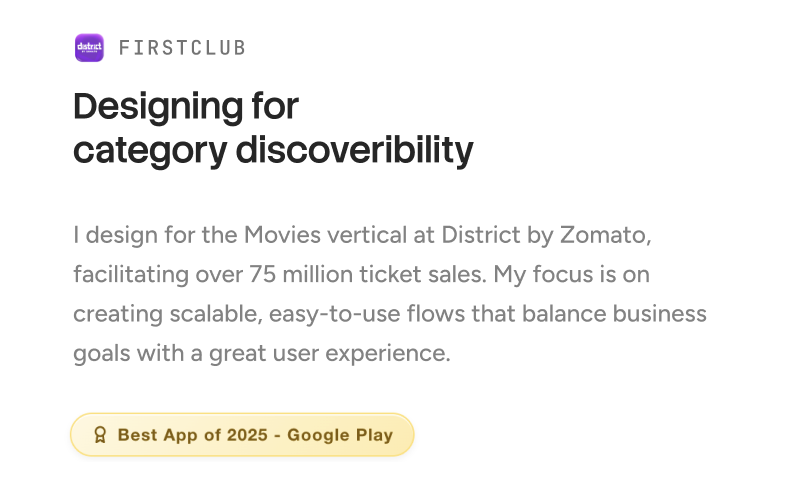 district
FIRSTCLUB
Designing for
category discoveribility
I design for the Movies vertical at District by Zomato,
facilitating over 75 million ticket sales. My focus is on
creating scalable, easy-to-use flows that balance business
goals with a great user experience.
Best App of 2025 - Google Play